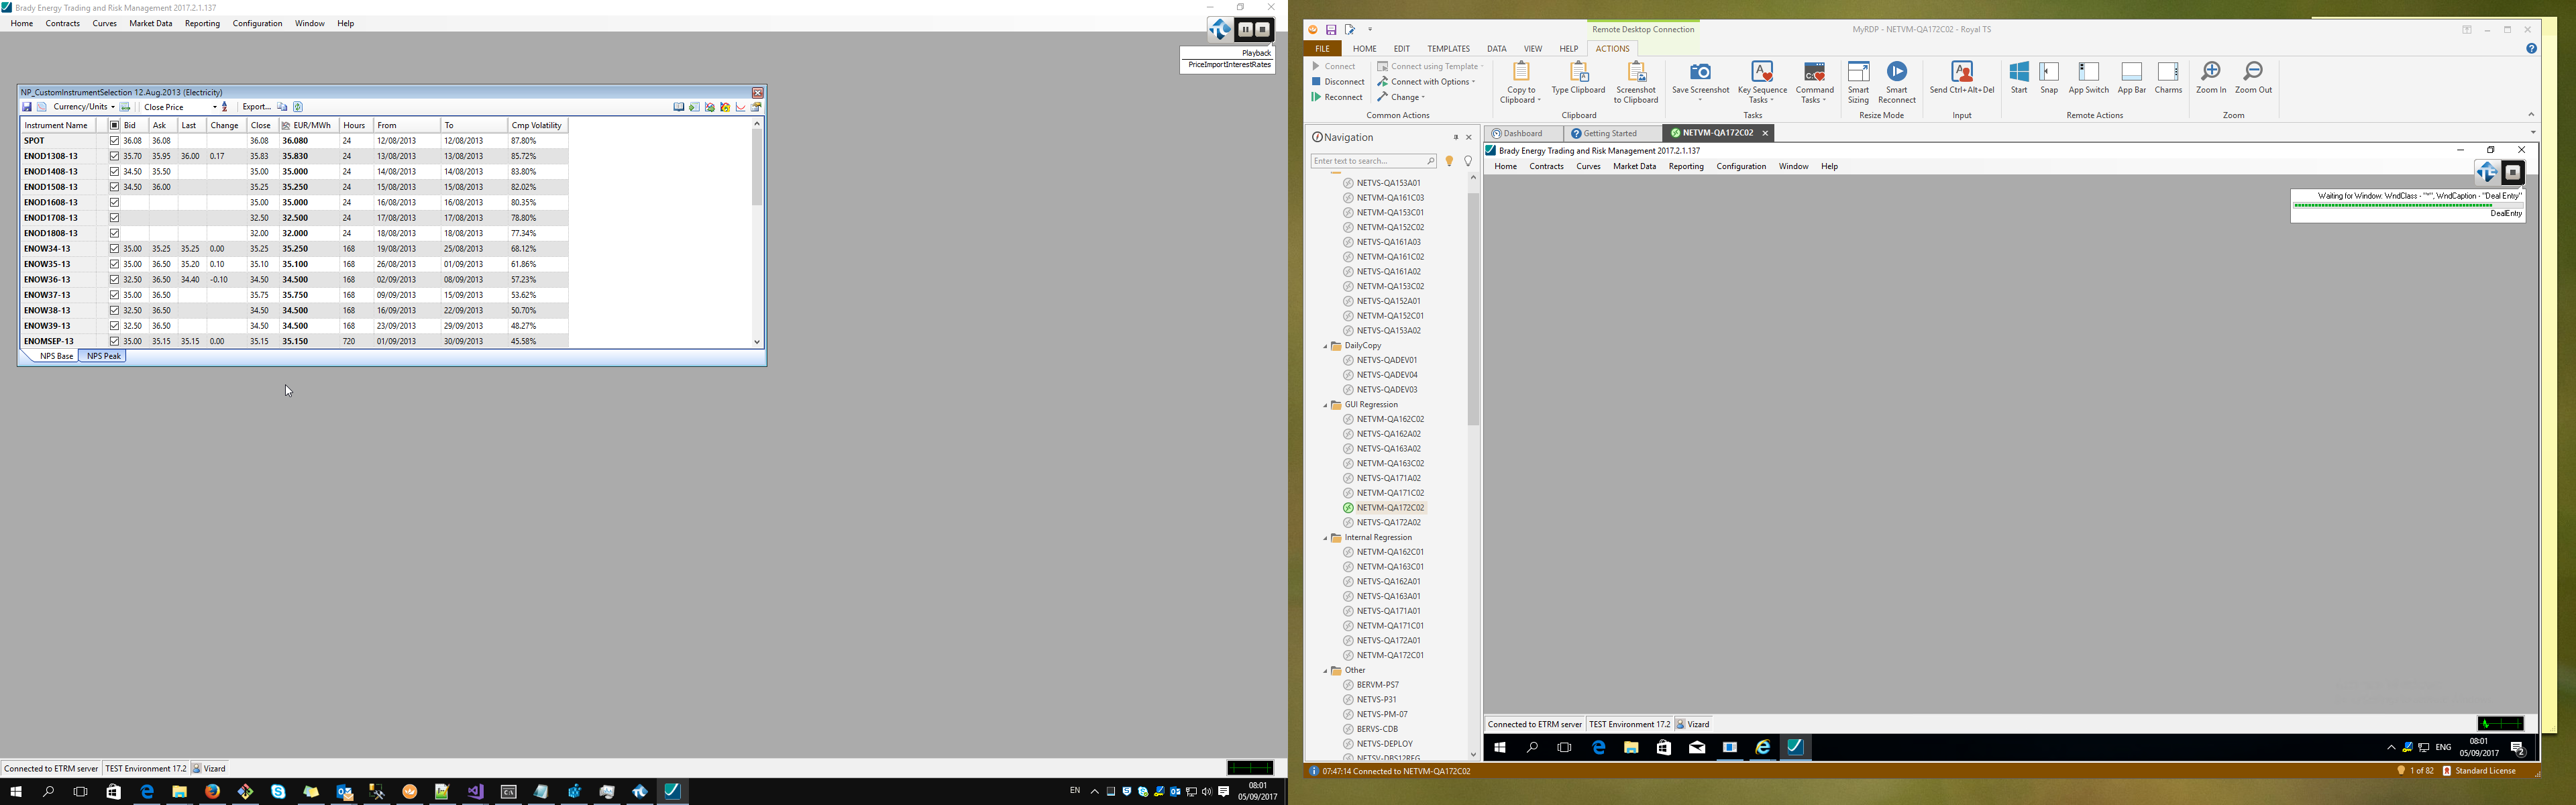 Brady Energy Trading and Risk Management 2017.2.1.137
Home Contracts Curves Market Data Reporting Configuration Window Help
Playback
PriceImportInterestRates
NP_CustomInstrumentSelection 12.Aug.2013 (Electricity)
Currency/Units Close Price Export...
Instrument Name Bid Ask Last Change Close EUR/MWh Hours From To Cmp Volatility
SPOT 36.08 36.08 36.08 36.080 24 12/08/2013 12/08/2013 87.80%
ENOD1308-13 35.70 35.95 36.00 0.17 35.83 35.830 24 13/08/2013 13/08/2013 85.72%
ENOD1408-13 34.50 35.50 35.00 35.000 24 14/08/2013 14/08/2013 83.80%
ENOD1508-13 34.50 36.00 35.25 35.250 24 15/08/2013 15/08/2013 82.02%
ENOD1608-13 35.00 35.000 24 16/08/2013 16/08/2013 80.35%
ENOD1708-13 32.50 32.500 24 17/08/2013 17/08/2013 78.80%
ENOD1808-13 32.00 32.000 24 18/08/2013 18/08/2013 77.34%
ENOW34-13 35.00 35.25 35.25 0.00 35.25 35.250 168 19/08/2013 25/08/2013 68.12%
ENOW35-13 35.00 36.50 35.20 0.10 35.10 35.100 168 26/08/2013 01/09/2013 61.86%
ENOW36-13 32.50 36.50 34.40 -0.10 34.50 34.500 168 02/09/2013 08/09/2013 57.23%
ENOW37-13 35.00 36.50 35.75 35.750 168 09/09/2013 15/09/2013 53.62%
ENOW38-13 32.50 36.50 34.50 34.500 168 16/09/2013 22/09/2013 50.70%
ENOW39-13 32.50 36.50 34.50 34.500 168 23/09/2013 29/09/2013 48.27%
ENOMSEP-13 35.00 35.15 35.15 0.00 35.15 35.150 720 01/09/2013 30/09/2013 45.58%
NPS Base NPS Peak
Connected to ETRM server TEST Environment 17.2 Vizard
EN 08:01
05/09/2017
Remote Desktop Connection MyRDP - NETVM-QA172C02 - Royal TS
FILE HOME EDIT TEMPLATES DATA VIEW HELP ACTIONS
Connect
Disconnect
Reconnect
Connect using Template
Connect with Options
Change
Common Actions
Copy to Clipboard
Type Clipboard
Screenshot to Clipboard
Clipboard
Save Screenshot
Key Sequence Tasks
Command Tasks
Tasks
Smart Sizing
Smart Reconnect
Resize Mode
Send Ctrl+Alt+Del
Input
Start Snap App Switch App Bar Charms
Remote Actions
Zoom In Zoom Out
Zoom
Navigation
Enter text to search...
NETVS-QA153A01
NETVM-QA161C03
NETVM-QA153C01
NETVM-QA152C02
NETVS-QA161A03
NETVM-QA161C02
NETVS-QA161A02
NETVM-QA153C02
NETVS-QA152A01
NETVM-QA152C01
NETVS-QA153A02
DailyCopy
NETVS-QADEV01
NETVS-QADEV04
NETVS-QADEV03
GUI Regression
NETVM-QA162C02
NETVS-QA162A02
NETVS-QA163A02
NETVM-QA163C02
NETVS-QA171A02
NETVM-QA171C02
NETVM-QA172C02
NETVS-QA172A02
Internal Regression
NETVM-QA162C01
NETVM-QA163C01
NETVS-QA162A01
NETVS-QA163A01
NETVS-QA171A01
NETVM-QA171C01
NETVS-QA172A01
NETVM-QA172C01
Other
BERVM-PS7
NETVS-P31
NETVS-PM-07
BERVS-CDB
NETVS-DEPLOY
NETSV-DBS12REG
Dashboard Getting Started NETVM-QA172C02
Brady Energy Trading and Risk Management 2017.2.1.137
Home Contracts Curves Market Data Reporting Configuration Window Help
Waiting for Window: WndClass - "*", WndCaption - "Deal Entry"
DealEntry
Connected to ETRM server TEST Environment 17.2 Vizard
ENG 08:01
05/09/2017 2
07:47:14 Connected to NETVM-QA172C02 1 of 82 Standard License